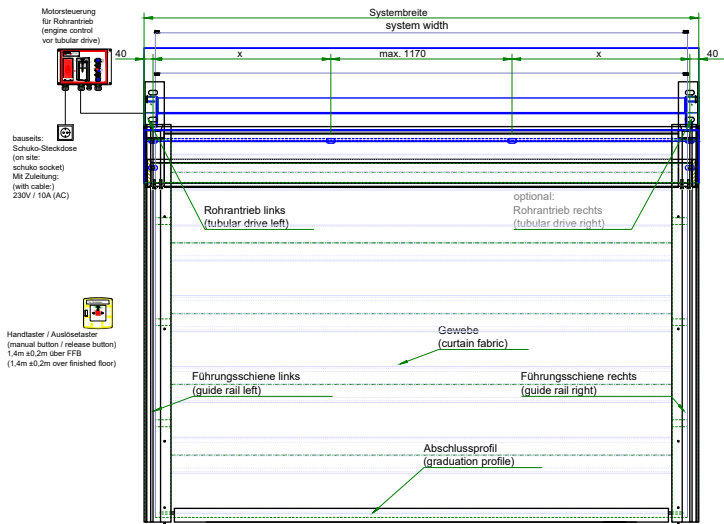 Motorsteuerung
für Rohrantrieb
(engine control
vor tubular drive)
Systembreite
system width
40
x
max. 1170
x
40
bauseits:
Schuko-Steckdose
(on site:
schuko socket)
Mit Zuleitung:
(with cable:)
230V / 10A (AC)
Rohrantrieb links
(tubular drive left)
optional:
Rohrantrieb rechts
(tubular drive right)
Handtaster / Auslösetaster
(manual button / release button)
1,4m ±0,2m über FFB
(1,4m ±0,2m over finished floor)
Gewebe
(curtain fabric)
Führungsschiene links
(guide rail left)
Führungsschiene rechts
(guide rail right)
Abschlussprofil
(graduation profile)